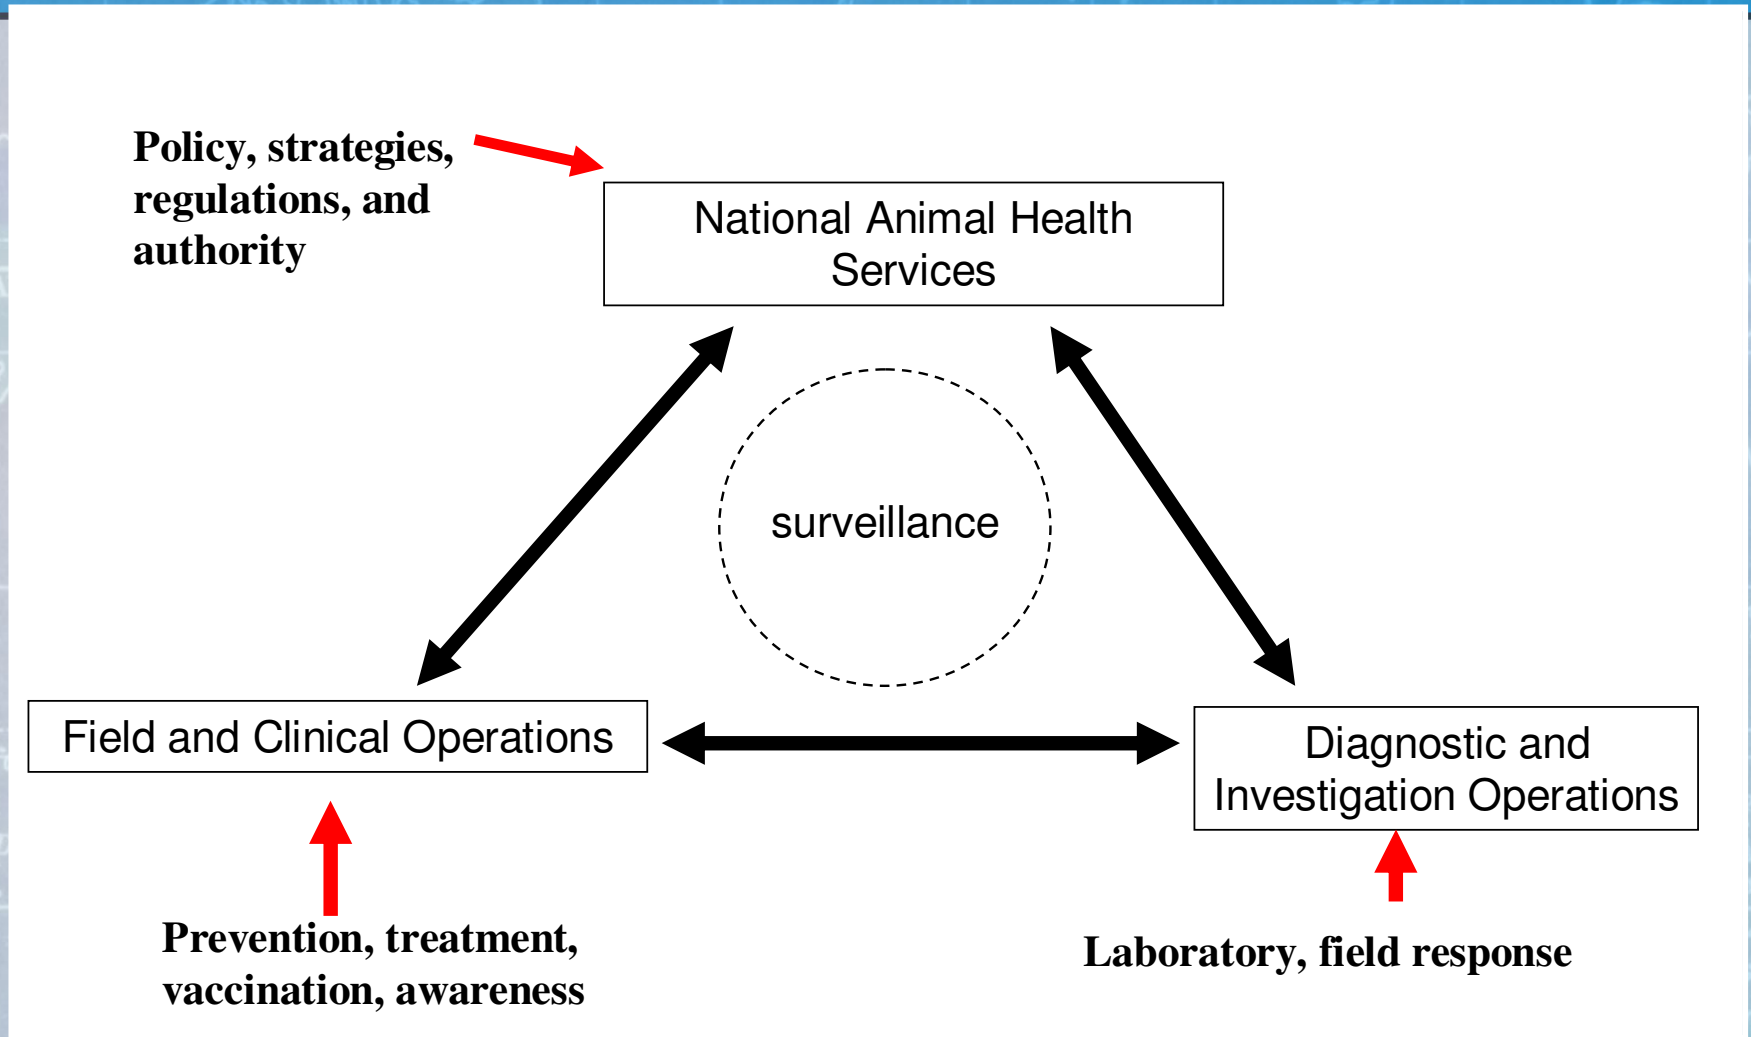 Policy, strategies,
regulations, and
authority
National Animal Health
Services
surveillance
Field and Clinical Operations
Diagnostic and
Investigation Operations
Prevention, treatment,
vaccination, awareness
Laboratory, field response